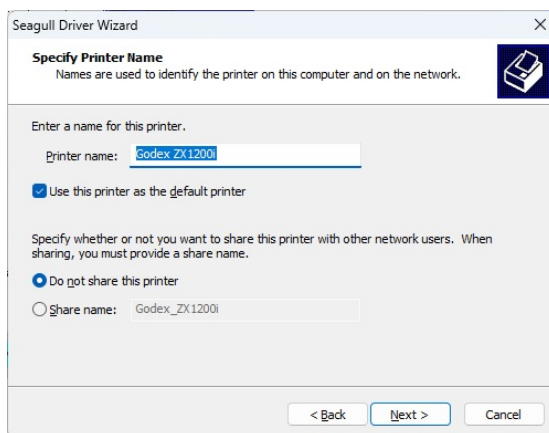 Seagull Driver Wizard
Specify Printer Name
Names are used to identify the printer on this computer and on the network.
Enter a name for this printer.
Printer name: Godex ZX1200i
Use this printer as the default printer
Specify whether or not you want to share this printer with other network users. When
sharing, you must provide a share name.
Do not share this printer
Share name: Godex_ZX1200i
< Back Next > Cancel